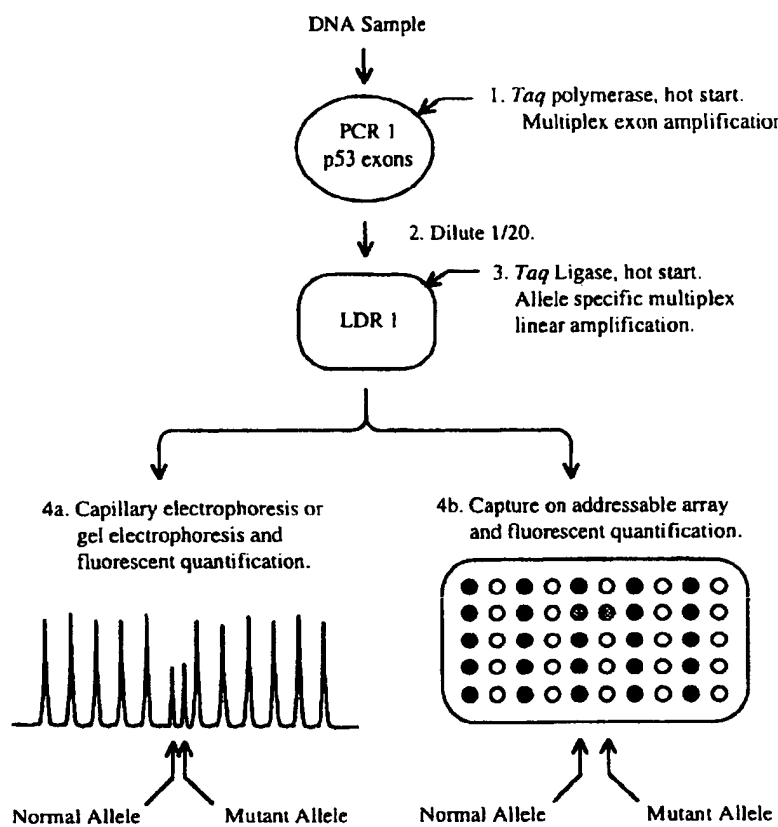 DNA Sample
1. Taq polymerase, hot start.
Multiplex exon amplification
PCR 1
p53 exons
2. Dilute 1/20.
3. Taq Ligase, hot start.
Allele specific multiplex
linear amplification.
LDR 1
4a. Capillary electrophoresis or
gel electrophoresis and
fluorescent quantification.
4b. Capture on addressable array
and fluorescent quantification.
Normal Allele
Mutant Allele
Normal Allele
Mutant Allele